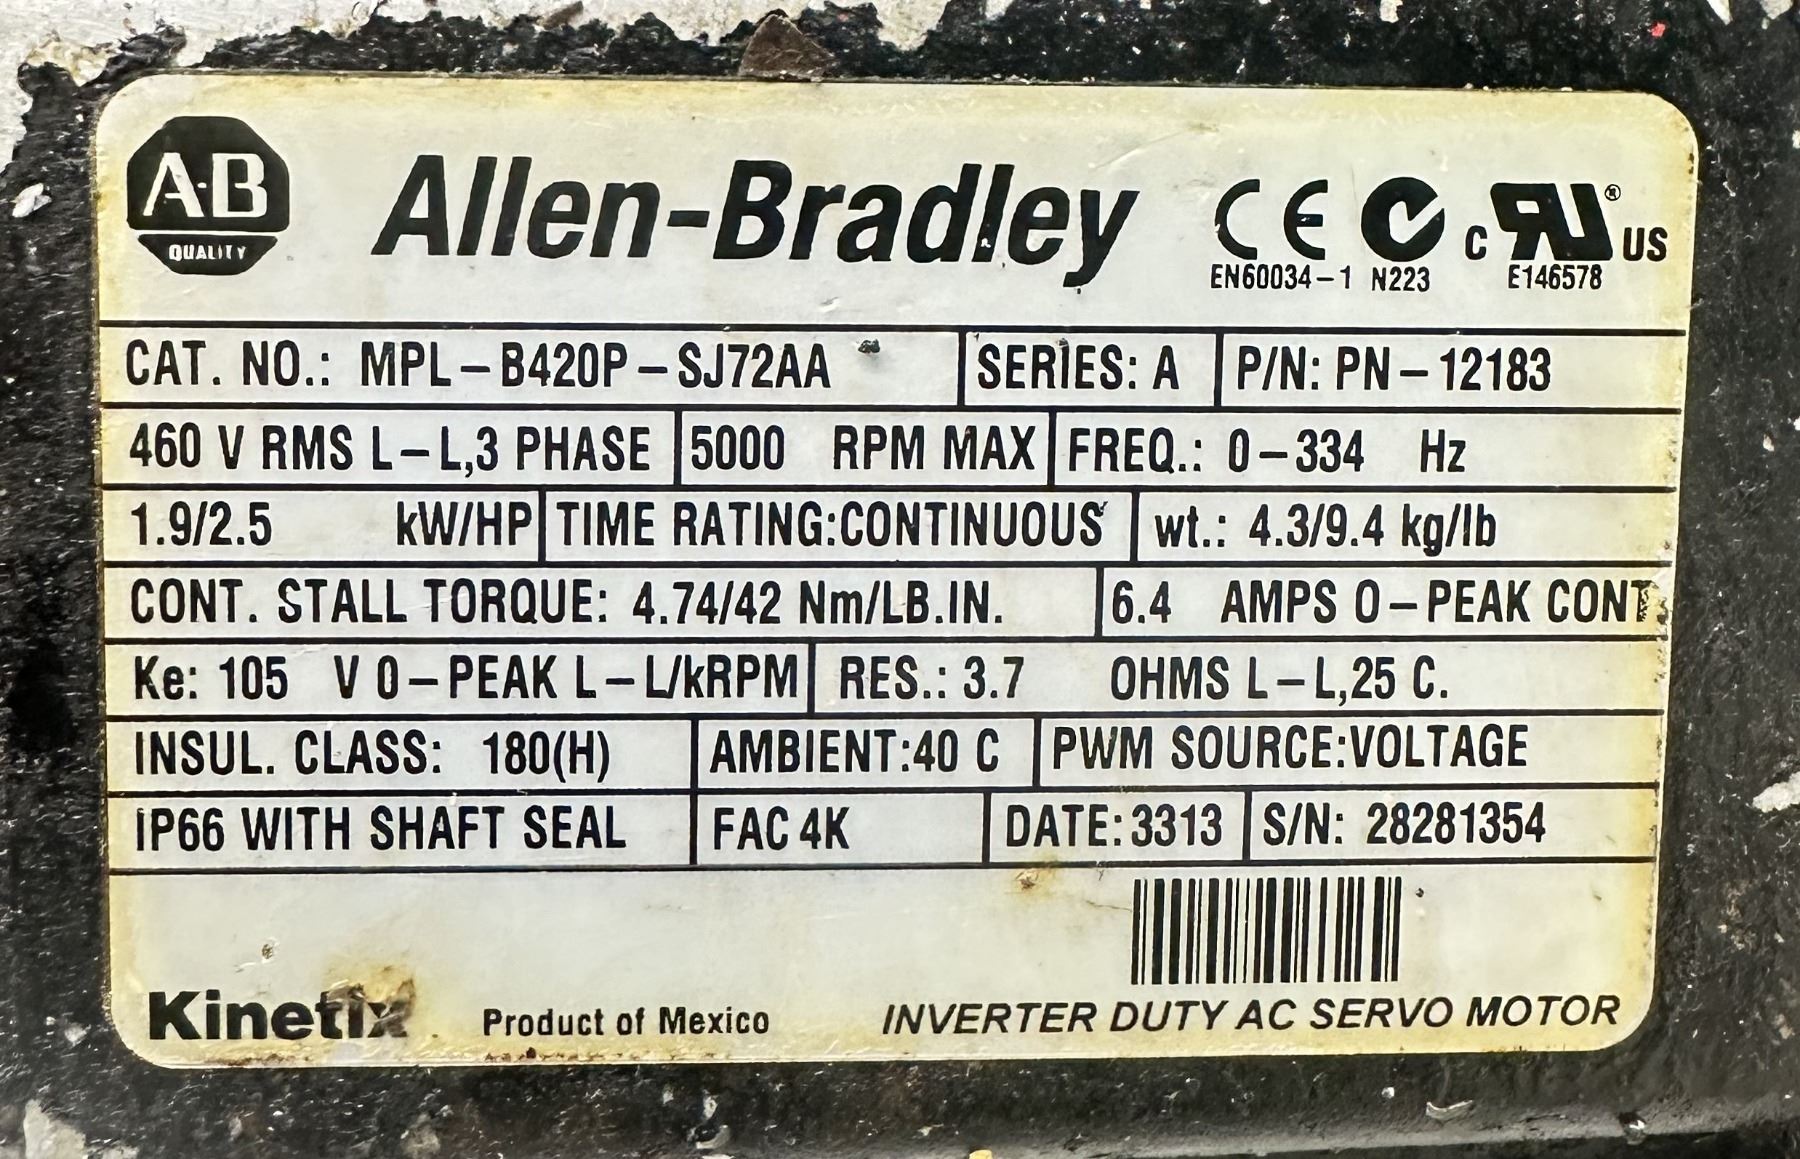 A-B QUALITY
Allen-Bradley
CE EN60034-1 N223 c RU ® US E146578
CAT. NO.: MPL-B420P-SJ72AA SERIES: A P/N: PN-12183
460 V RMS L-L,3 PHASE 5000 RPM MAX FREQ.: 0-334 Hz
1.9/2.5 kW/HP TIME RATING:CONTINUOUS wt.: 4.3/9.4 kg/lb
CONT. STALL TORQUE: 4.74/42 Nm/LB.IN. 6.4 AMPS 0-PEAK CONT
Ke: 105 V 0-PEAK L-L/kRPM RES.: 3.7 OHMS L-L,25 C.
INSUL. CLASS: 180(H) AMBIENT:40 C PWM SOURCE:VOLTAGE
IP66 WITH SHAFT SEAL FAC 4K DATE:3313 S/N: 28281354
Kinetix Product of Mexico INVERTER DUTY AC SERVO MOTOR